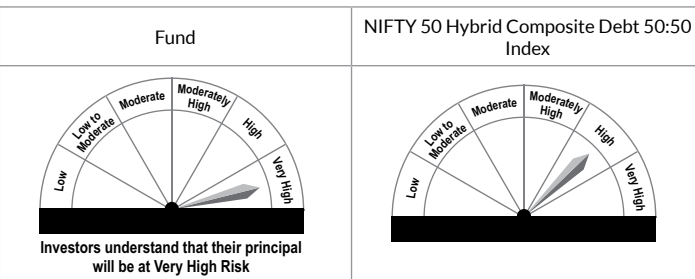 Fund
NIFTY 50 Hybrid Composite Debt 50:50
Index
Low
Low to
Moderate
Moderate
Moderately
High
High
Very High
Investors understand that their principal
will be at Very High Risk
Low
Low to
Moderate
Moderate
Moderately
High
High
Very High